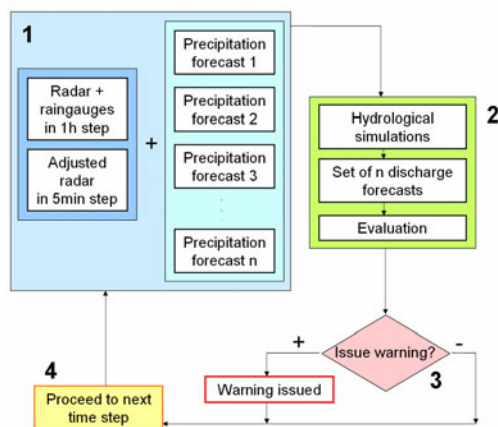 1
Radar +
raingauges
in 1h step
Adjusted
radar
in 5min step
+
Precipitation
forecast 1
Precipitation
forecast 2
Precipitation
forecast 3
Precipitation
forecast n
2
Hydrological
simulations
Set of n discharge
forecasts
Evaluation
Issue warning?
+
-
3
Warning issued
4
Proceed to next
time step